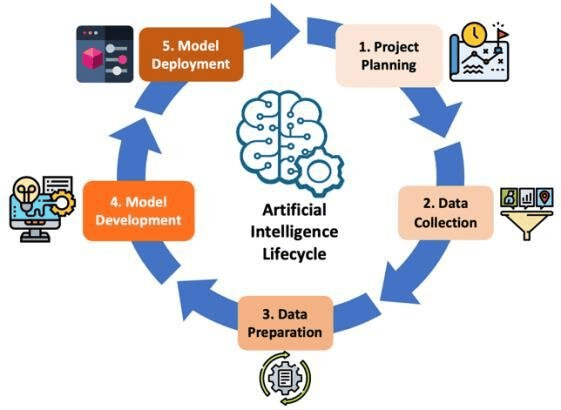 1. Project
Planning
2. Data
Collection
3. Data
Preparation
4. Model
Development
5. Model
Deployment
Artificial
Intelligence
Lifecycle